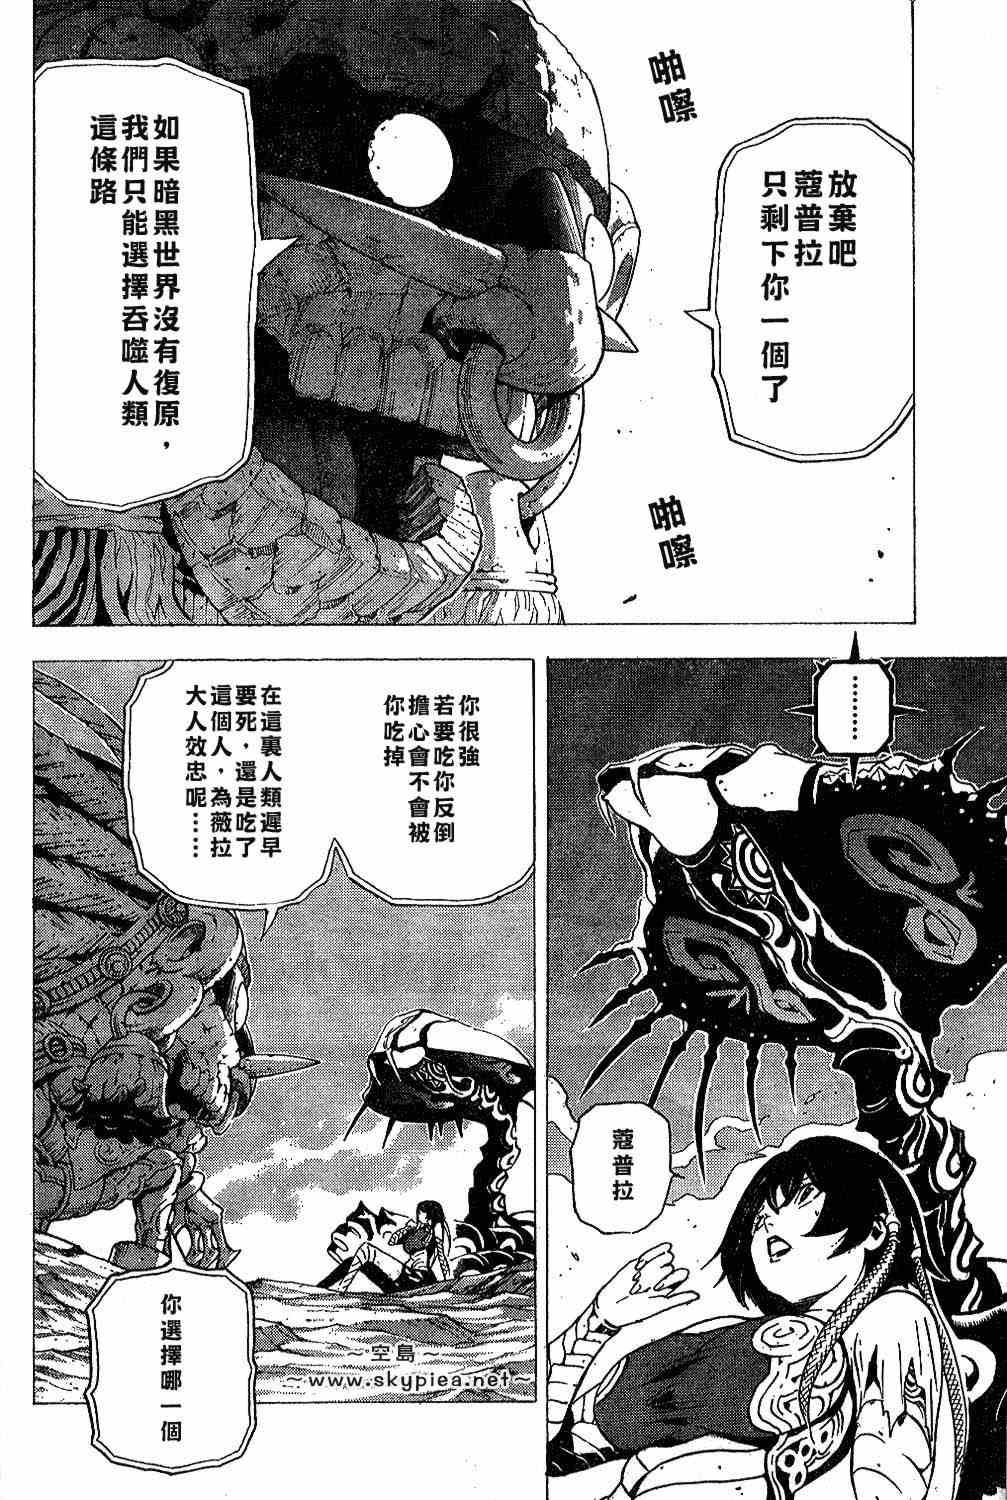 啪嚓
放棄吧
蔻普拉
只剩下你一個了
如果暗黑世界沒有復原，
我們只能選擇吞噬人類
這條路
啪嚓
…………
蔻普拉
你很強
若要吃你反倒
擔心會不會被
你吃掉
在這裏人類遲早
要死，還是吃了
這個人，為薇拉
大人效忠呢……
你選擇哪一個
～空島～
～www.skypiea.net～